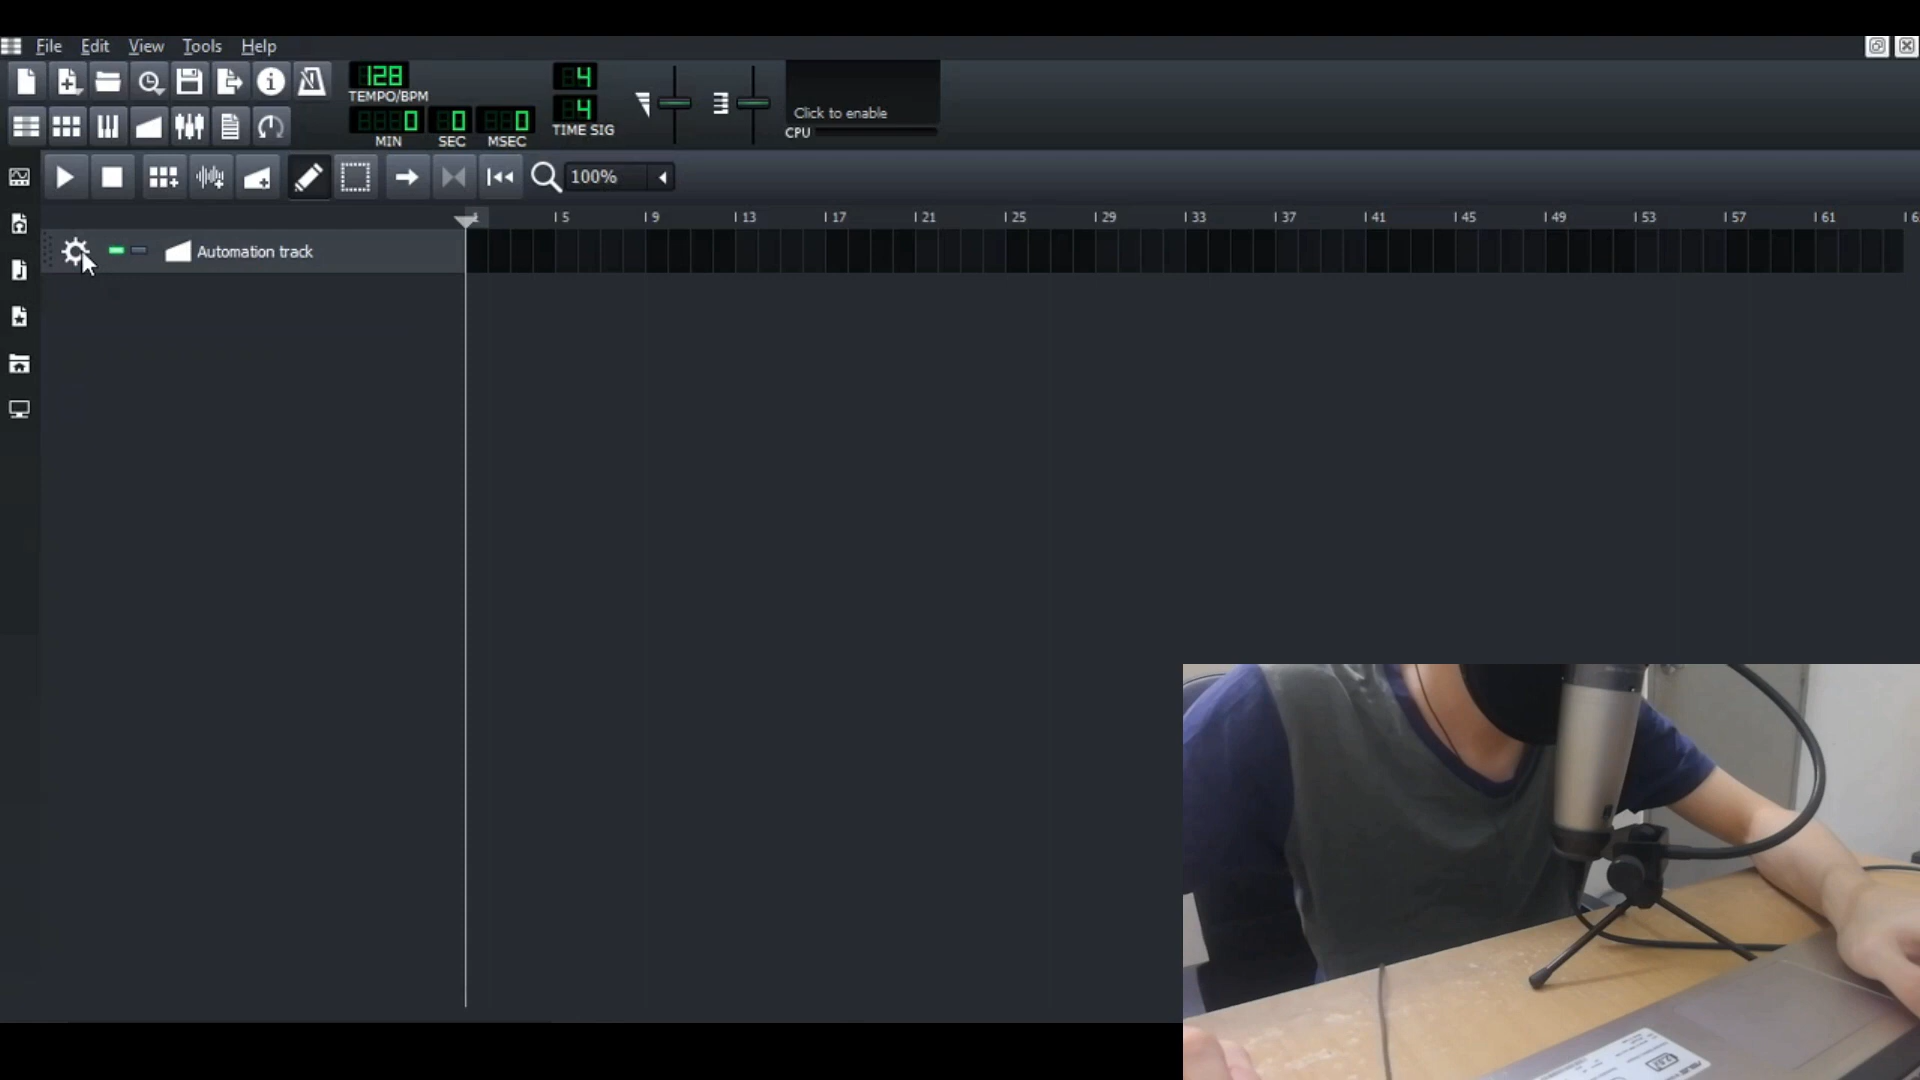 File Edit View Tools Help
128
TEMPO/BPM
0 0 0
MIN SEC MSEC
4
4
TIME SIG
Click to enable
CPU
100%
1 5 9 13 17 21 25 29 33 37 41 45 49 53 57 61
Automation track